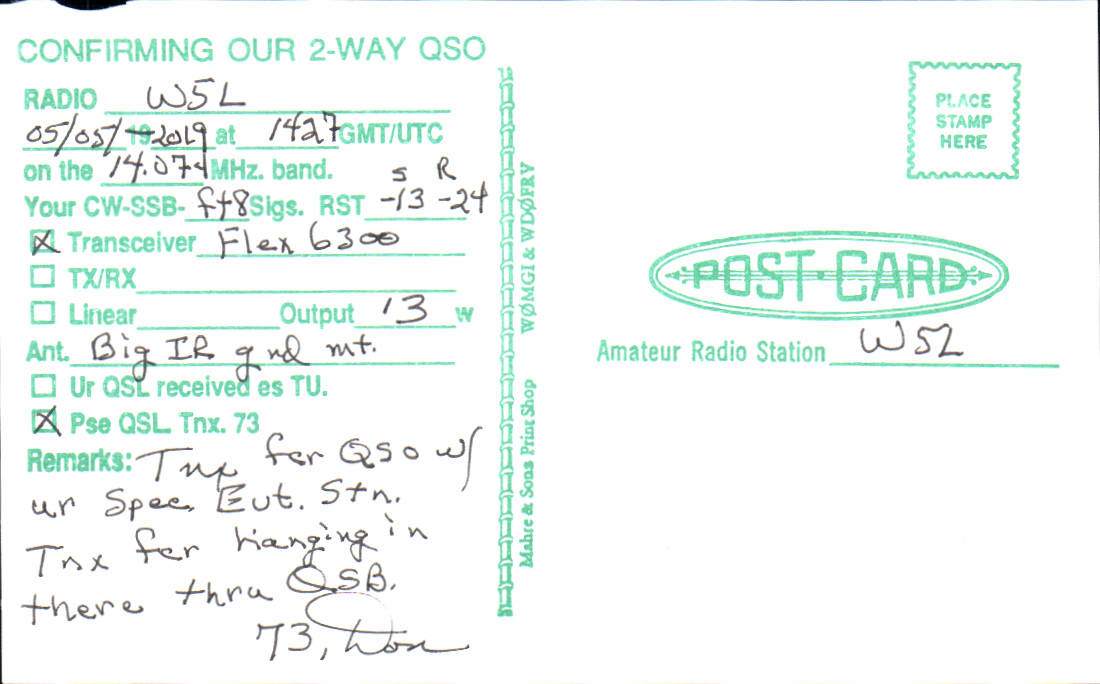 CONFIRMING OUR 2-WAY QSO
RADIO W5L
05/05/ 19 2019 at 1427 GMT/UTC
on the 14.074 MHz. band. S R
Your CW-SSB- ft8 Sigs. RST -13 -24
X Transceiver Flex 6300
TX/RX
Linear Output 13 w
Ant. Big IR gnd mt.
Ur QSL received es TU.
X Pse QSL Tnx. 73
Remarks: Tnx for QSO w/
ur Spec. Evt. Stn.
Tnx for hanging in
there thru QSB.
73, Don
Mahre & Sons Print Shop WØMGI & WDØFRV
PLACE
STAMP
HERE
POST-CARD
Amateur Radio Station W5L